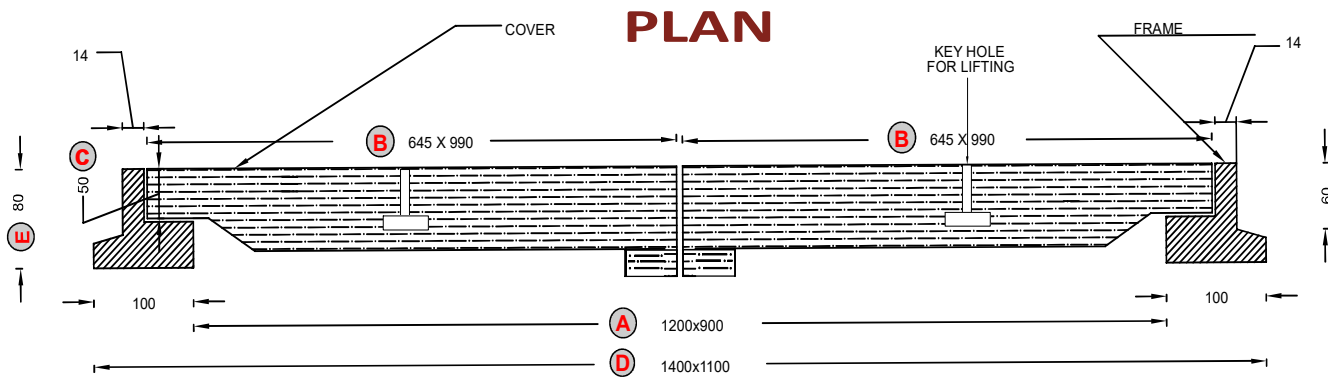 PLAN
COVER
FRAME
14
14
KEY HOLE
FOR LIFTING
B 645 X 990
B 645 X 990
C
50
80
E
60
100
100
A 1200x900
D 1400x1100